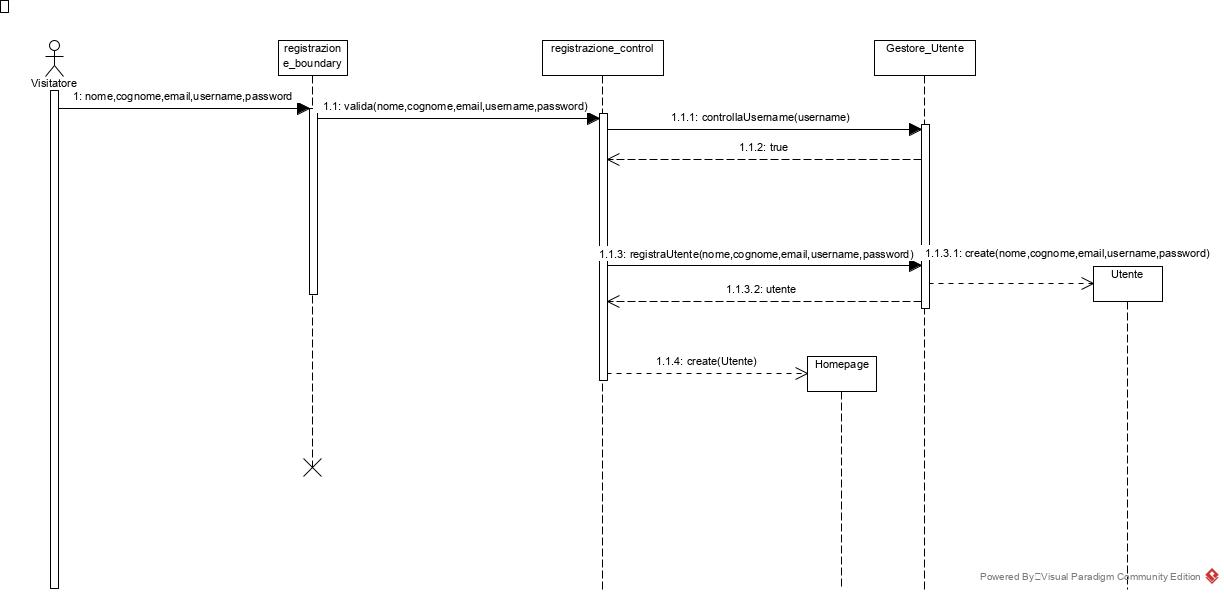 registrazion
e_boundary
registrazione_control
Gestore_Utente
Visitatore
1: nome,cognome,email,username,password
1.1: valida(nome,cognome,email,username,password)
1.1.1: controllaUsername(username)
1.1.2: true
1.1.3: registraUtente(nome,cognome,email,username,password)
1.1.3.1: create(nome,cognome,email,username,password)
Utente
1.1.3.2: utente
1.1.4: create(Utente)
Homepage
Powered By Visual Paradigm Community Edition